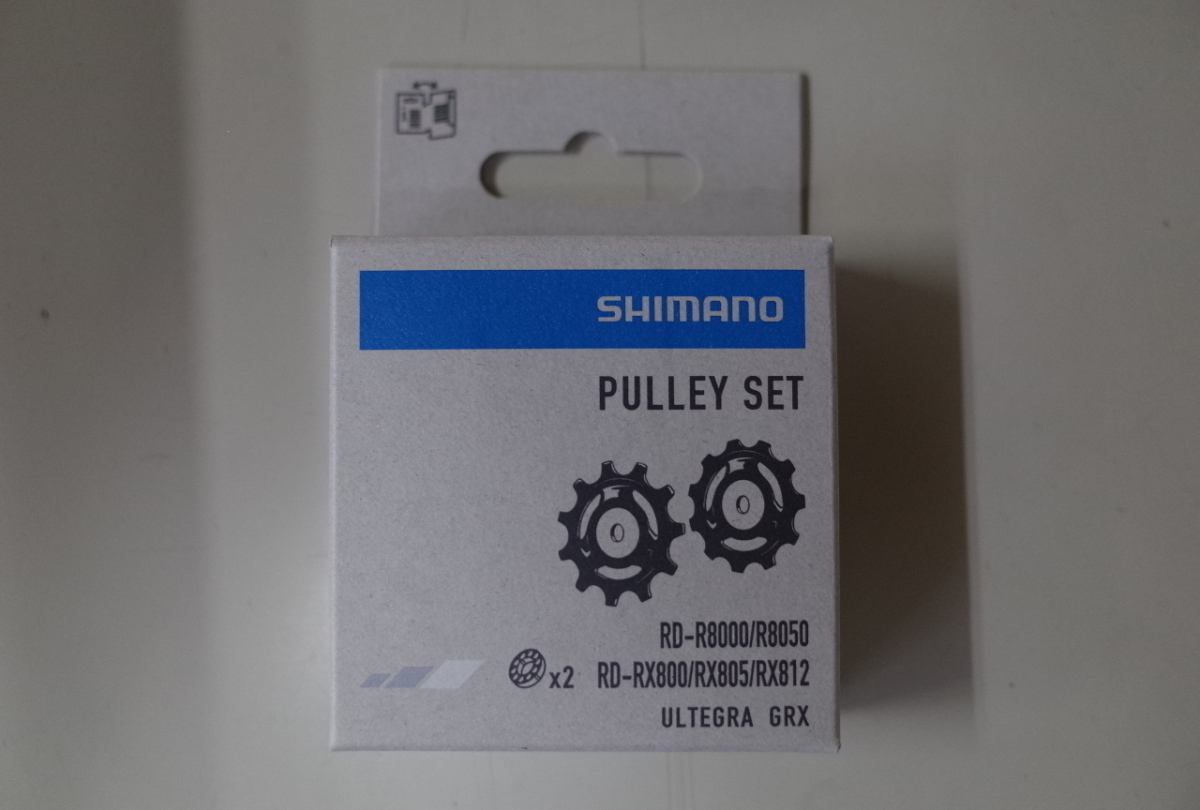 SHIMANO
PULLEY SET
RD-R8000/R8050
x2 RD-RX800/RX805/RX812
ULTEGRA GRX